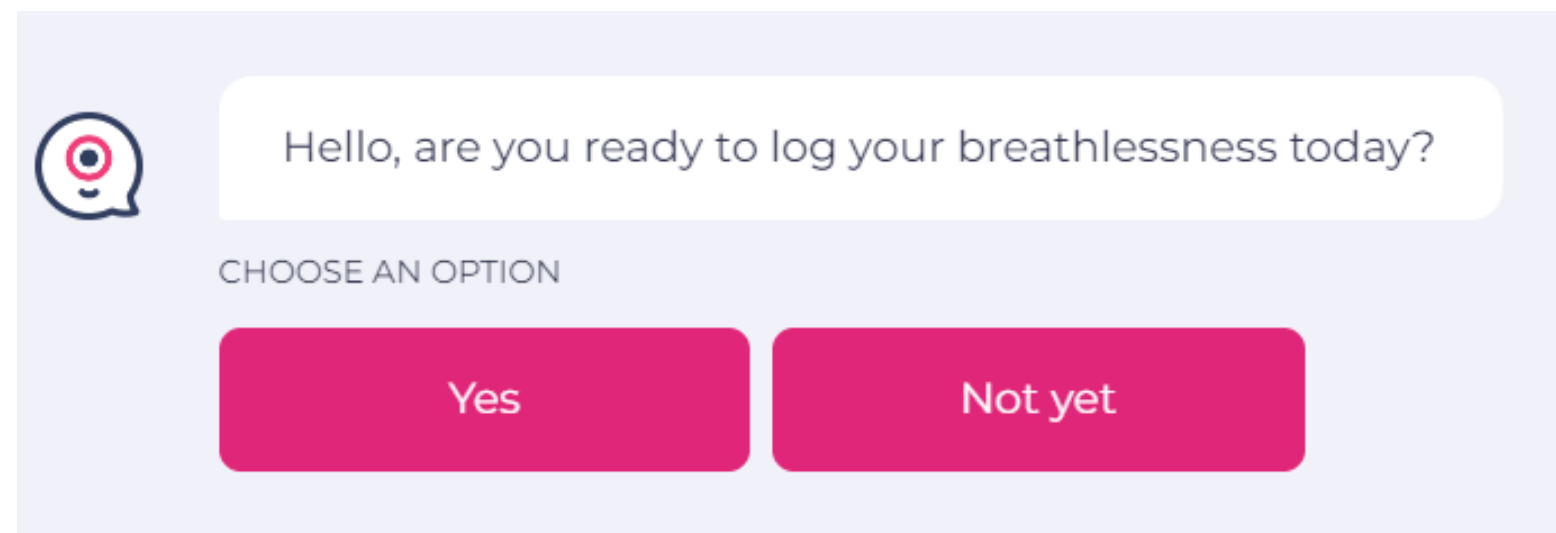 Hello, are you ready to log your breathlessness today?
CHOOSE AN OPTION
Yes
Not yet